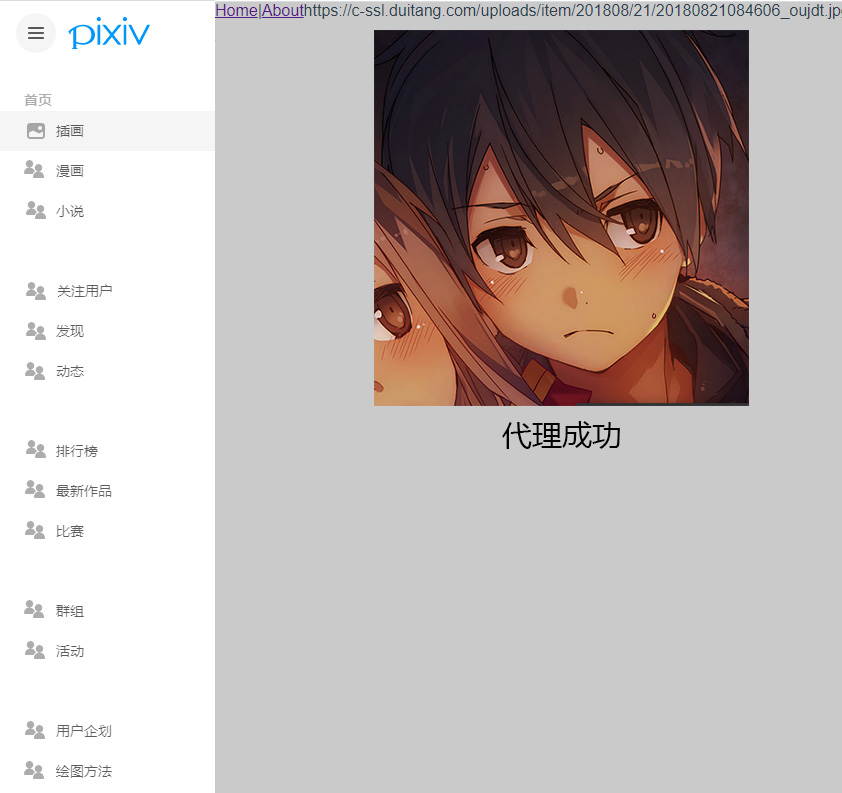 pixiv
Home|Abouthttps://c-ssl.duitang.com/uploads/item/201808/21/20180821084606_oujdt.jp
首页
插画
漫画
小说
关注用户
发现
动态
排行榜
最新作品
比赛
群组
活动
用户企划
绘图方法
代理成功